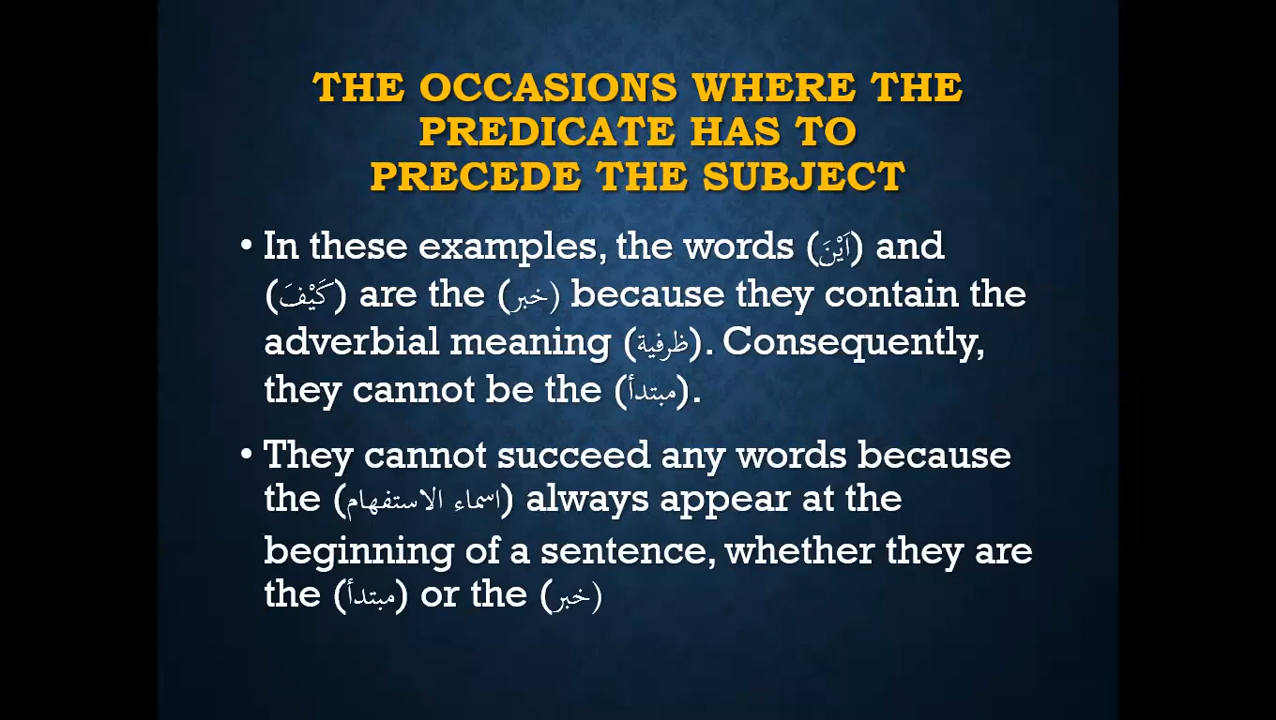 THE OCCASIONS WHERE THE
PREDICATE HAS TO
PRECEDE THE SUBJECT
• In these examples, the words (اَيْنَ) and
(كَيْفَ) are the (خبر) because they contain the
adverbial meaning (ظرفية). Consequently,
they cannot be the (مبتدأ).
• They cannot succeed any words because
the (اسماء الاستفهام) always appear at the
beginning of a sentence, whether they are
the (مبتدأ) or the (خبر)